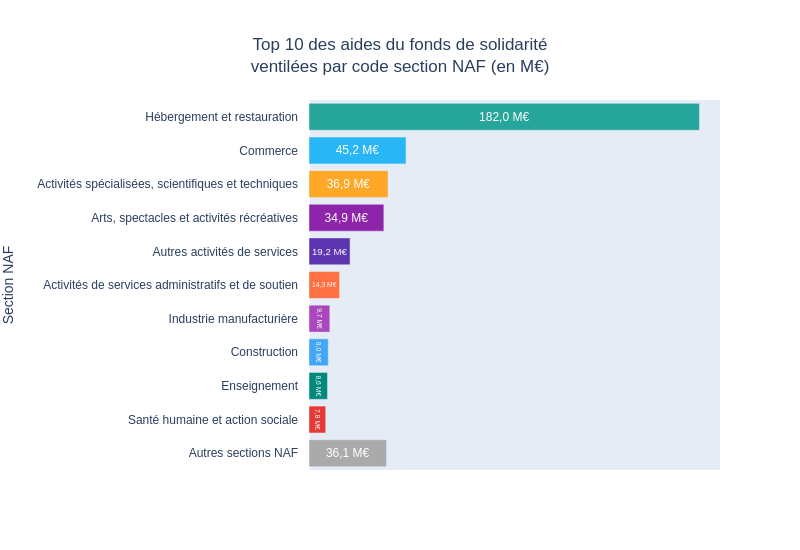 Top 10 des aides du fonds de solidarité
ventilées par code section NAF (en M€)
Section NAF
Hébergement et restauration
182,0 M€
Commerce
45,2 M€
Activités spécialisées, scientifiques et techniques
36,9 M€
Arts, spectacles et activités récréatives
34,9 M€
Autres activités de services
19,2 M€
Activités de services administratifs et de soutien
14,3 M€
Industrie manufacturière
9,7 M€
Construction
9,0 M€
Enseignement
8,6 M€
Santé humaine et action sociale
7,8 M€
Autres sections NAF
36,1 M€